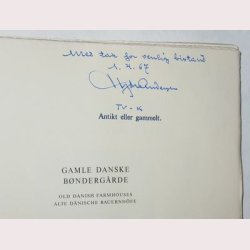 Med tak for venlig bistand
1. 4. 67
TV-K
Antikt eller gammelt.
GAMLE DANSKE
BØNDERGÅRDE
OLD DANISH FARMHOUSES
ALTE DÄNISCHE BAUERNHÖFE